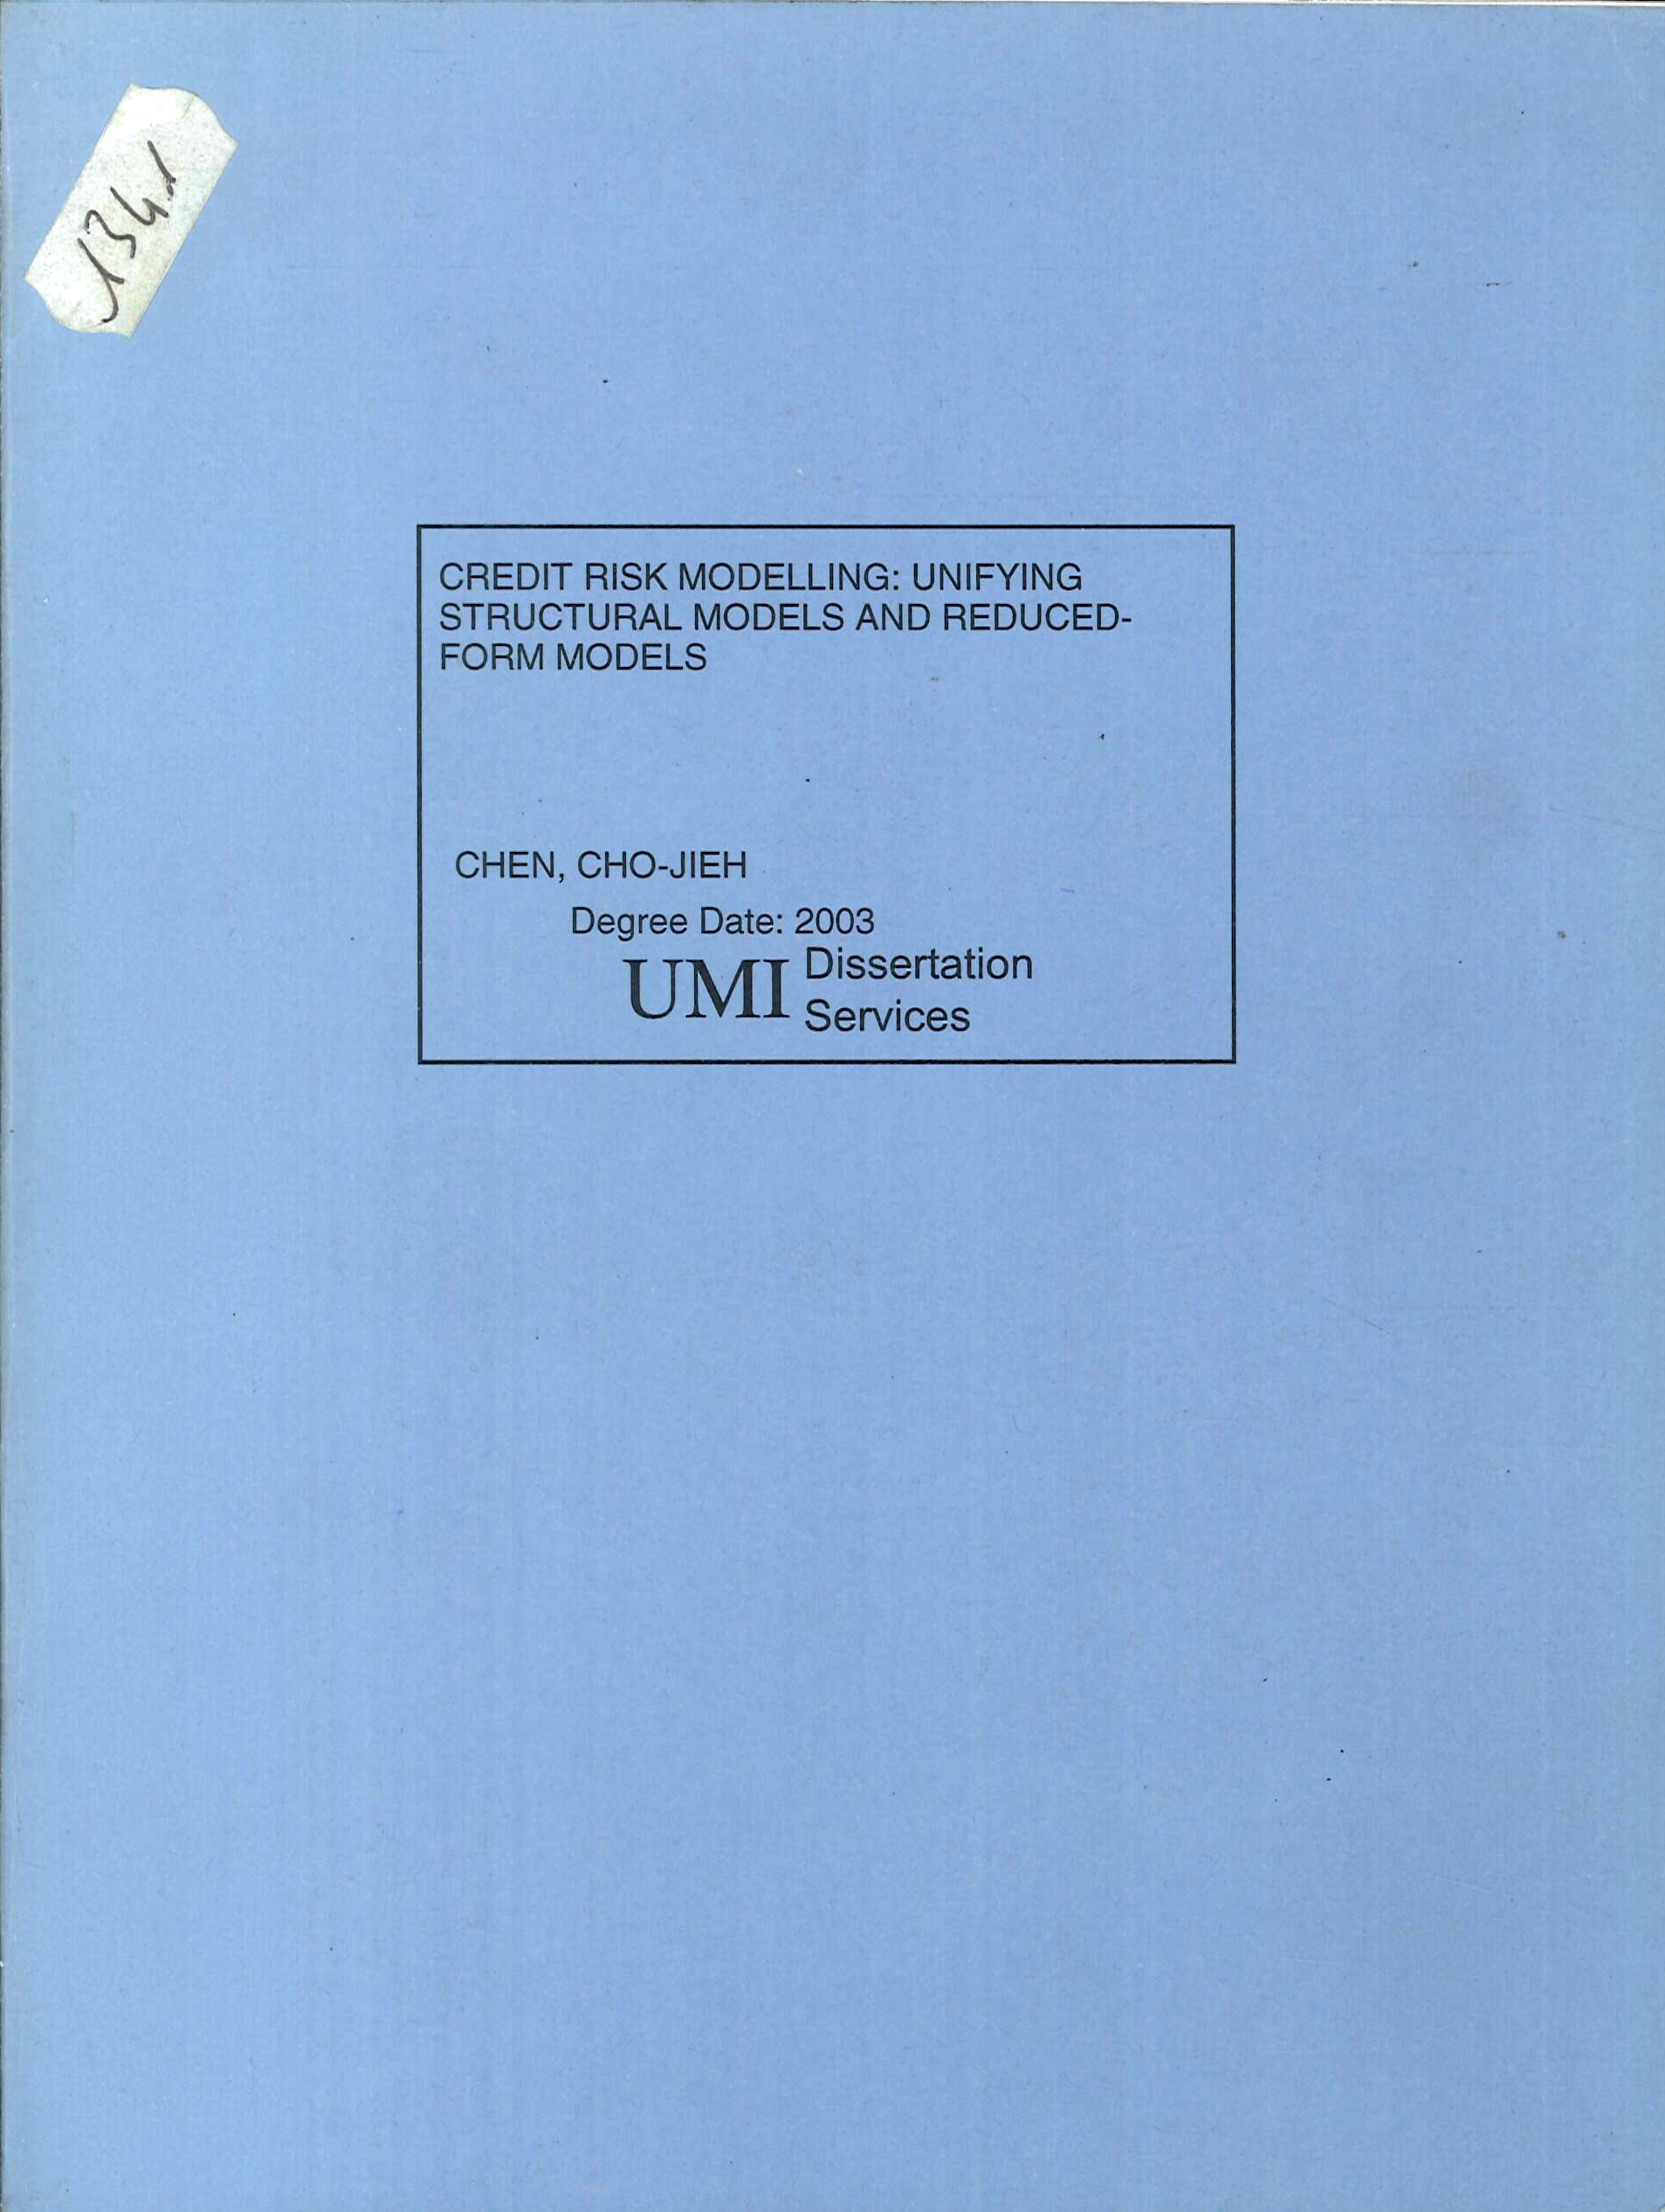 1341
CREDIT RISK MODELLING: UNIFYING
STRUCTURAL MODELS AND REDUCED-
FORM MODELS
CHEN, CHO-JIEH
Degree Date: 2003
UMI Dissertation
Services